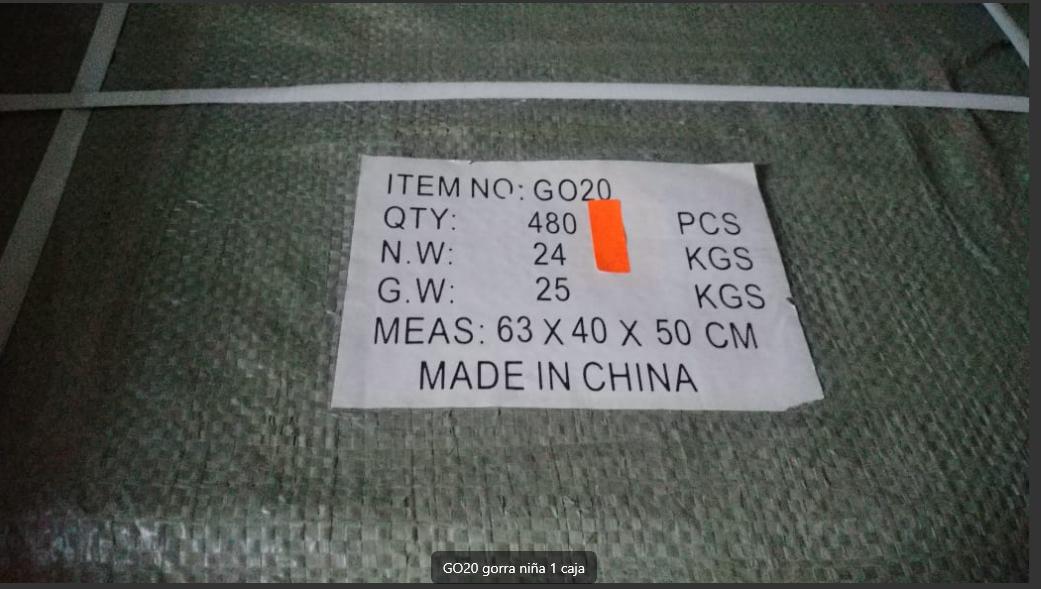 ITEM NO: GO20
QTY: 480 PCS
N.W: 24 KGS
G.W: 25 KGS
MEAS: 63 X 40 X 50 CM
MADE IN CHINA
GO20 gorra niña 1 caja